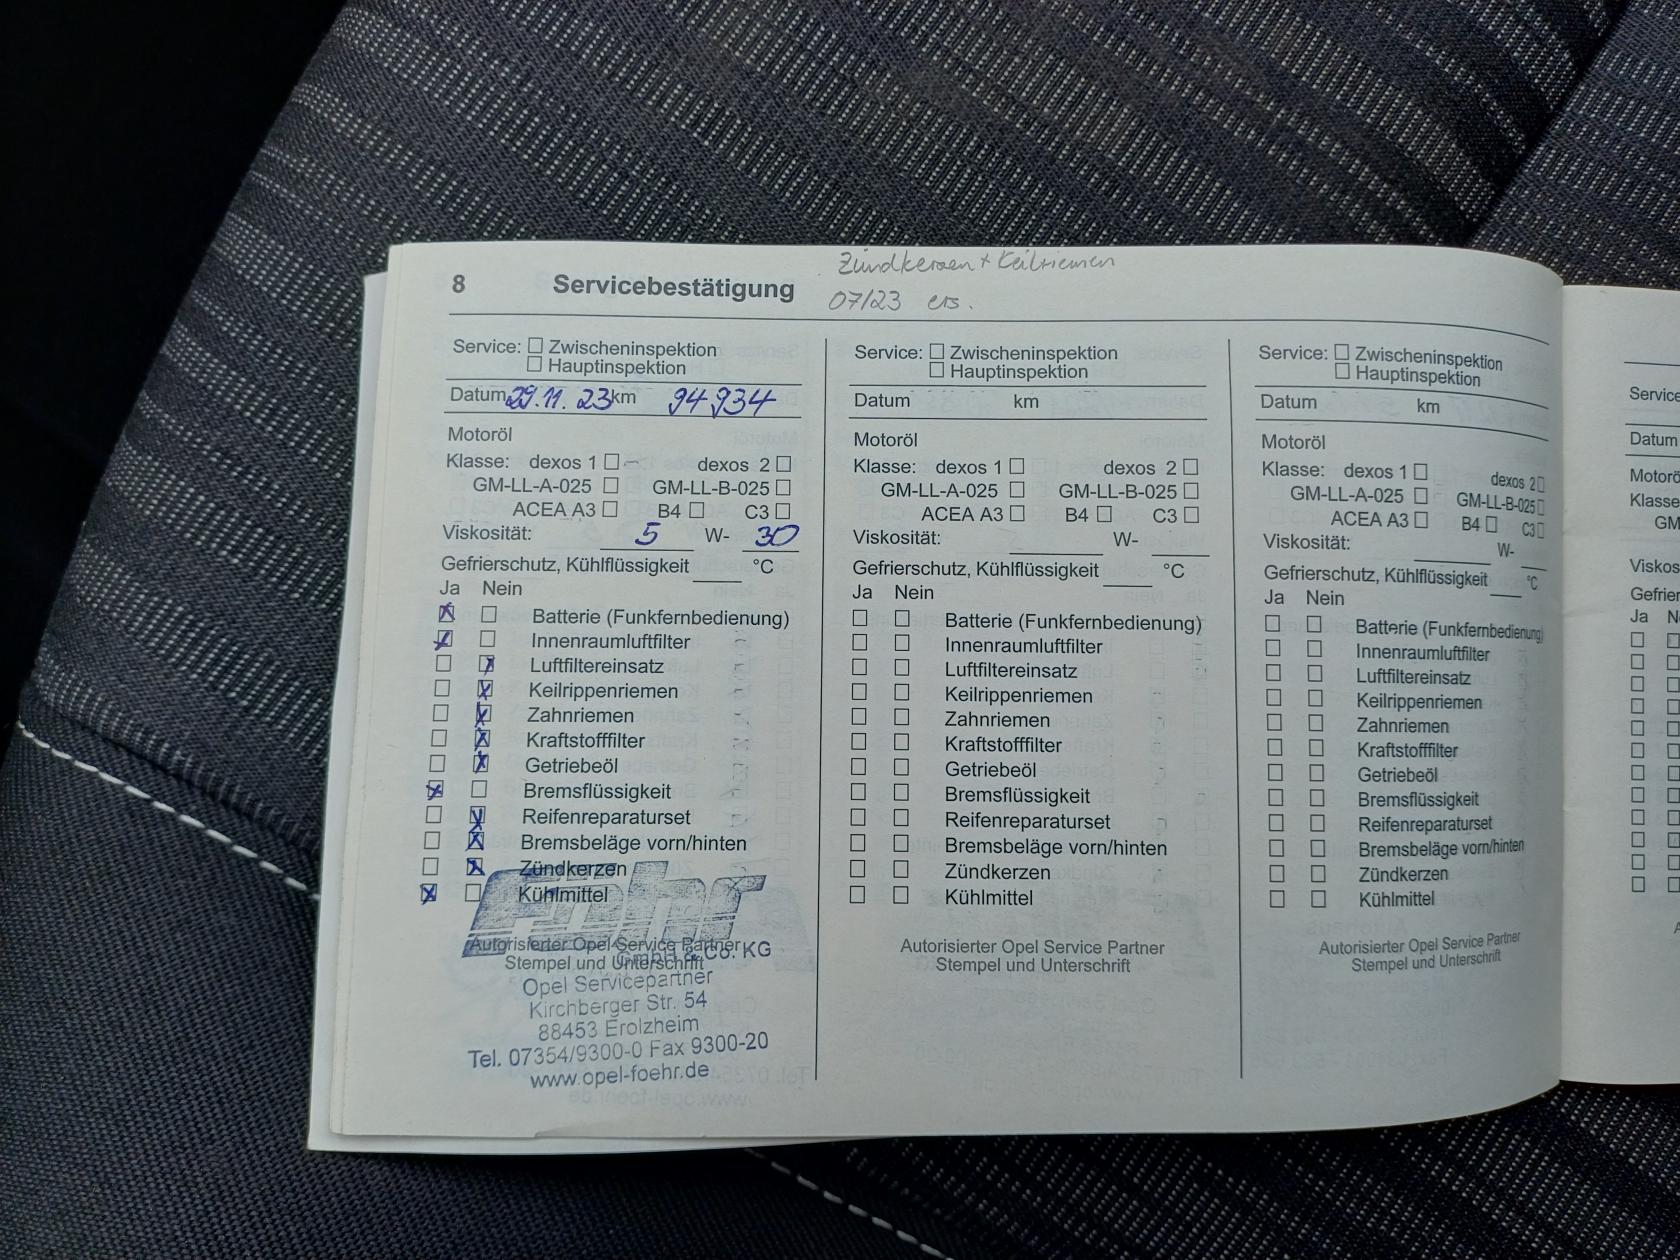 Zündkerzen + Keilriemen
8 Servicebestätigung 07/23 ers.
Service: Zwischeninspektion
Hauptinspektion
Datum 29.11.23 km 94934
Motoröl
Klasse: dexos 1 dexos 2
GM-LL-A-025 GM-LL-B-025
ACEA A3 B4 C3
Viskosität: 5 W- 30
Gefrierschutz, Kühlflüssigkeit °C
Ja Nein
Batterie (Funkfernbedienung)
Innenraumluftfilter
Luftfiltereinsatz
Keilrippenriemen
Zahnriemen
Kraftstofffilter
Getriebeöl
Bremsflüssigkeit
Reifenreparaturset
Bremsbeläge vorn/hinten
Zündkerzen
Kühlmittel
Föhr
Autorisierter Opel Service Partner
GmbH & Co. KG
Stempel und Unterschrift
Opel Servicepartner
Kirchberger Str. 54
88453 Erolzheim
Tel. 07354/9300-0 Fax 9300-20
www.opel-foehr.de
Service: Zwischeninspektion
Hauptinspektion
Datum km
Motoröl
Klasse: dexos 1 dexos 2
GM-LL-A-025 GM-LL-B-025
ACEA A3 B4 C3
Viskosität: W-
Gefrierschutz, Kühlflüssigkeit °C
Ja Nein
Batterie (Funkfernbedienung)
Innenraumluftfilter
Luftfiltereinsatz
Keilrippenriemen
Zahnriemen
Kraftstofffilter
Getriebeöl
Bremsflüssigkeit
Reifenreparaturset
Bremsbeläge vorn/hinten
Zündkerzen
Kühlmittel
Autorisierter Opel Service Partner
Stempel und Unterschrift
Service: Zwischeninspektion
Hauptinspektion
Datum km
Motoröl
Klasse: dexos 1 dexos 2
GM-LL-A-025 GM-LL-B-025
ACEA A3 B4 C3
Viskosität: W-
Gefrierschutz, Kühlflüssigkeit °C
Ja Nein
Batterie (Funkfernbedienung)
Innenraumluftfilter
Luftfiltereinsatz
Keilrippenriemen
Zahnriemen
Kraftstofffilter
Getriebeöl
Bremsflüssigkeit
Reifenreparaturset
Bremsbeläge vorn/hinten
Zündkerzen
Kühlmittel
Autorisierter Opel Service Partner
Stempel und Unterschrift
Service
Datum
Motorö
Klasse
GM
Viskos
Gefrier
Ja N